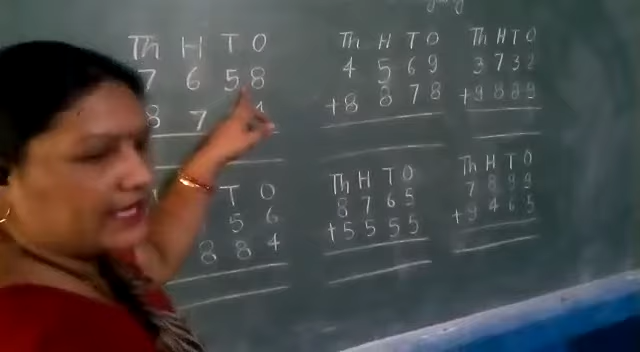 Th H T O
7 6 5 8
8 7
Th H T O
4 5 6 9
+8 8 7 8
Th H T O
3 7 3 2
+9 8 8 9
T O
5 6
8 8 4
Th H T O
8 7 6 5
+5 5 5 5
Th H T O
7 8 9 9
+9 4 6 5